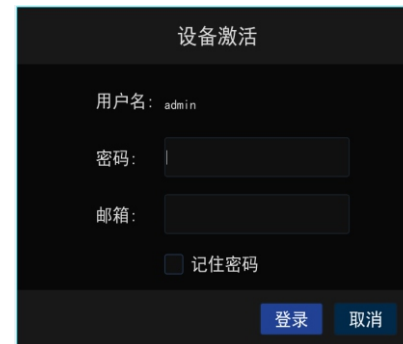 设备激活
用户名: admin
密码:
邮箱:
记住密码
登录 取消